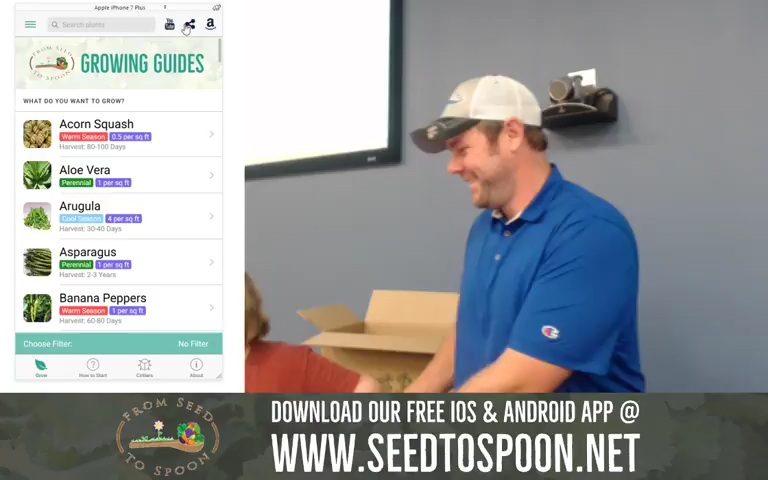 Apple iPhone 7 Plus
Search plants
You
Tube
FROM SEED
TO SPOON
GROWING GUIDES
WHAT DO YOU WANT TO GROW?
Acorn Squash
Warm Season 0.5 per sq ft
Harvest: 80-100 Days
Aloe Vera
Perennial 1 per sq ft
Arugula
Cool Season 4 per sq ft
Harvest: 30-40 Days
Asparagus
Perennial 1 per sq ft
Harvest: 2-3 Years
Banana Peppers
Warm Season 1 per sq ft
Harvest: 60-80 Days
Choose Filter: No Filter
Grow How to Start Critters About
FROM SEED
TO SPOON
DOWNLOAD OUR FREE IOS & ANDROID APP @
WWW.SEEDTOSPOON.NET